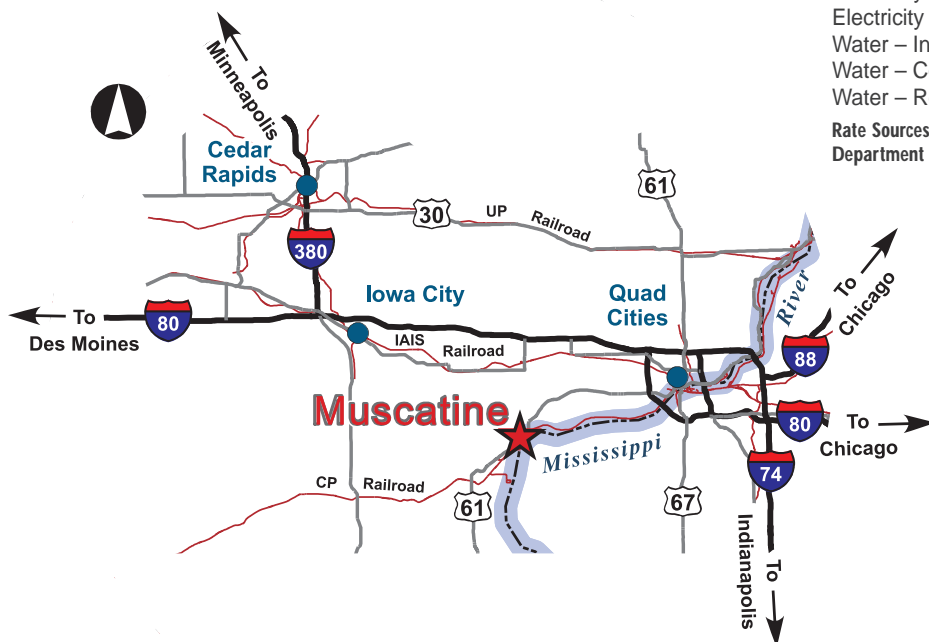 Electricity
Water – In
Water – C
Water – R
Rate Sources
Department
To
Minneapolis
Cedar
Rapids
61
30
UP Railroad
380
River
To
Chicago
Iowa City
Quad
Cities
To
Des Moines
80
IAIS Railroad
88
Muscatine
80
To
Chicago
Mississippi
74
CP Railroad
61
67
To
Indianapolis